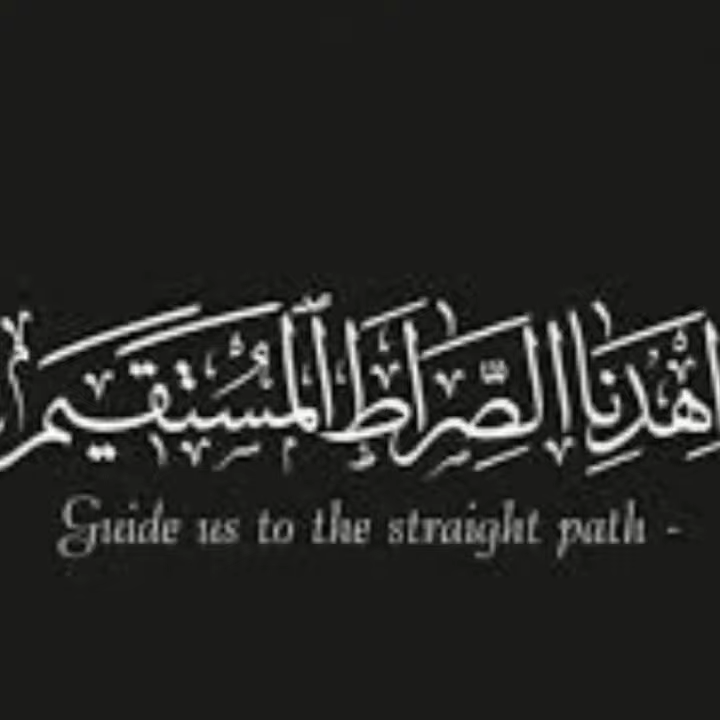 اهْدِنَا الصِّرَاطَ الْمُسْتَقِيمَ
Guide us to the straight path -